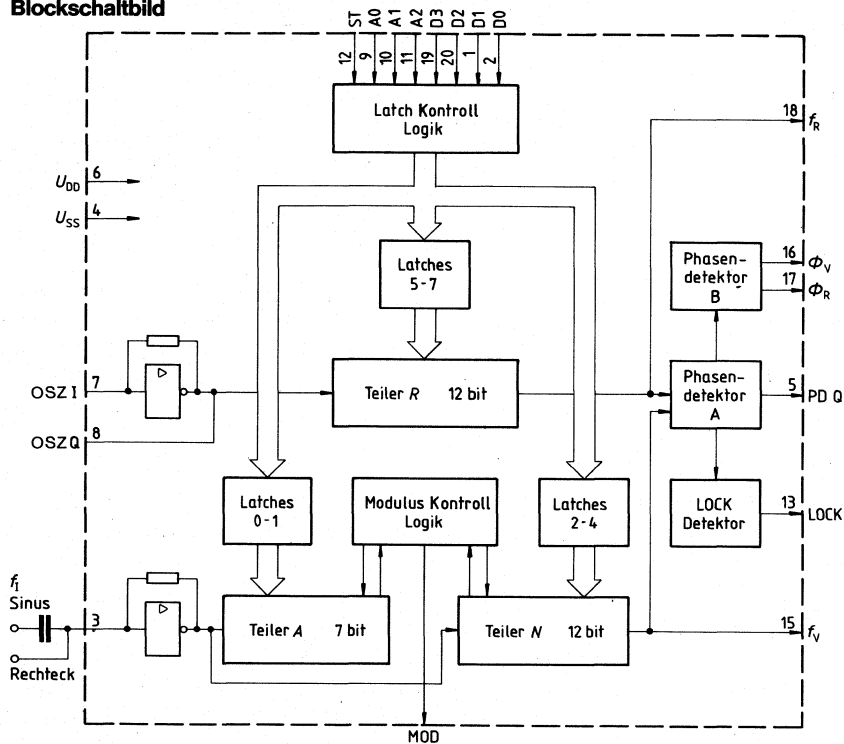 Blockschaltbild
ST A0 A1 A2 D3 D2 D1 D0
12 9 10 11 19 20 1 2
Latch Kontroll
Logik
18 fR
6
UDD
4
USS
Latches
5-7
Phasen-
detektor
B
16 ΦV
17 ΦR
7
OSZ I
8
OSZ Q
Teiler R 12 bit
Phasen-
detektor
A
5 PD Q
Latches
0-1
Modulus Kontroll
Logik
Latches
2-4
LOCK
Detektor
13 LOCK
fI
Sinus
3
Rechteck
Teiler A 7 bit
Teiler N 12 bit
15 fV
MOD